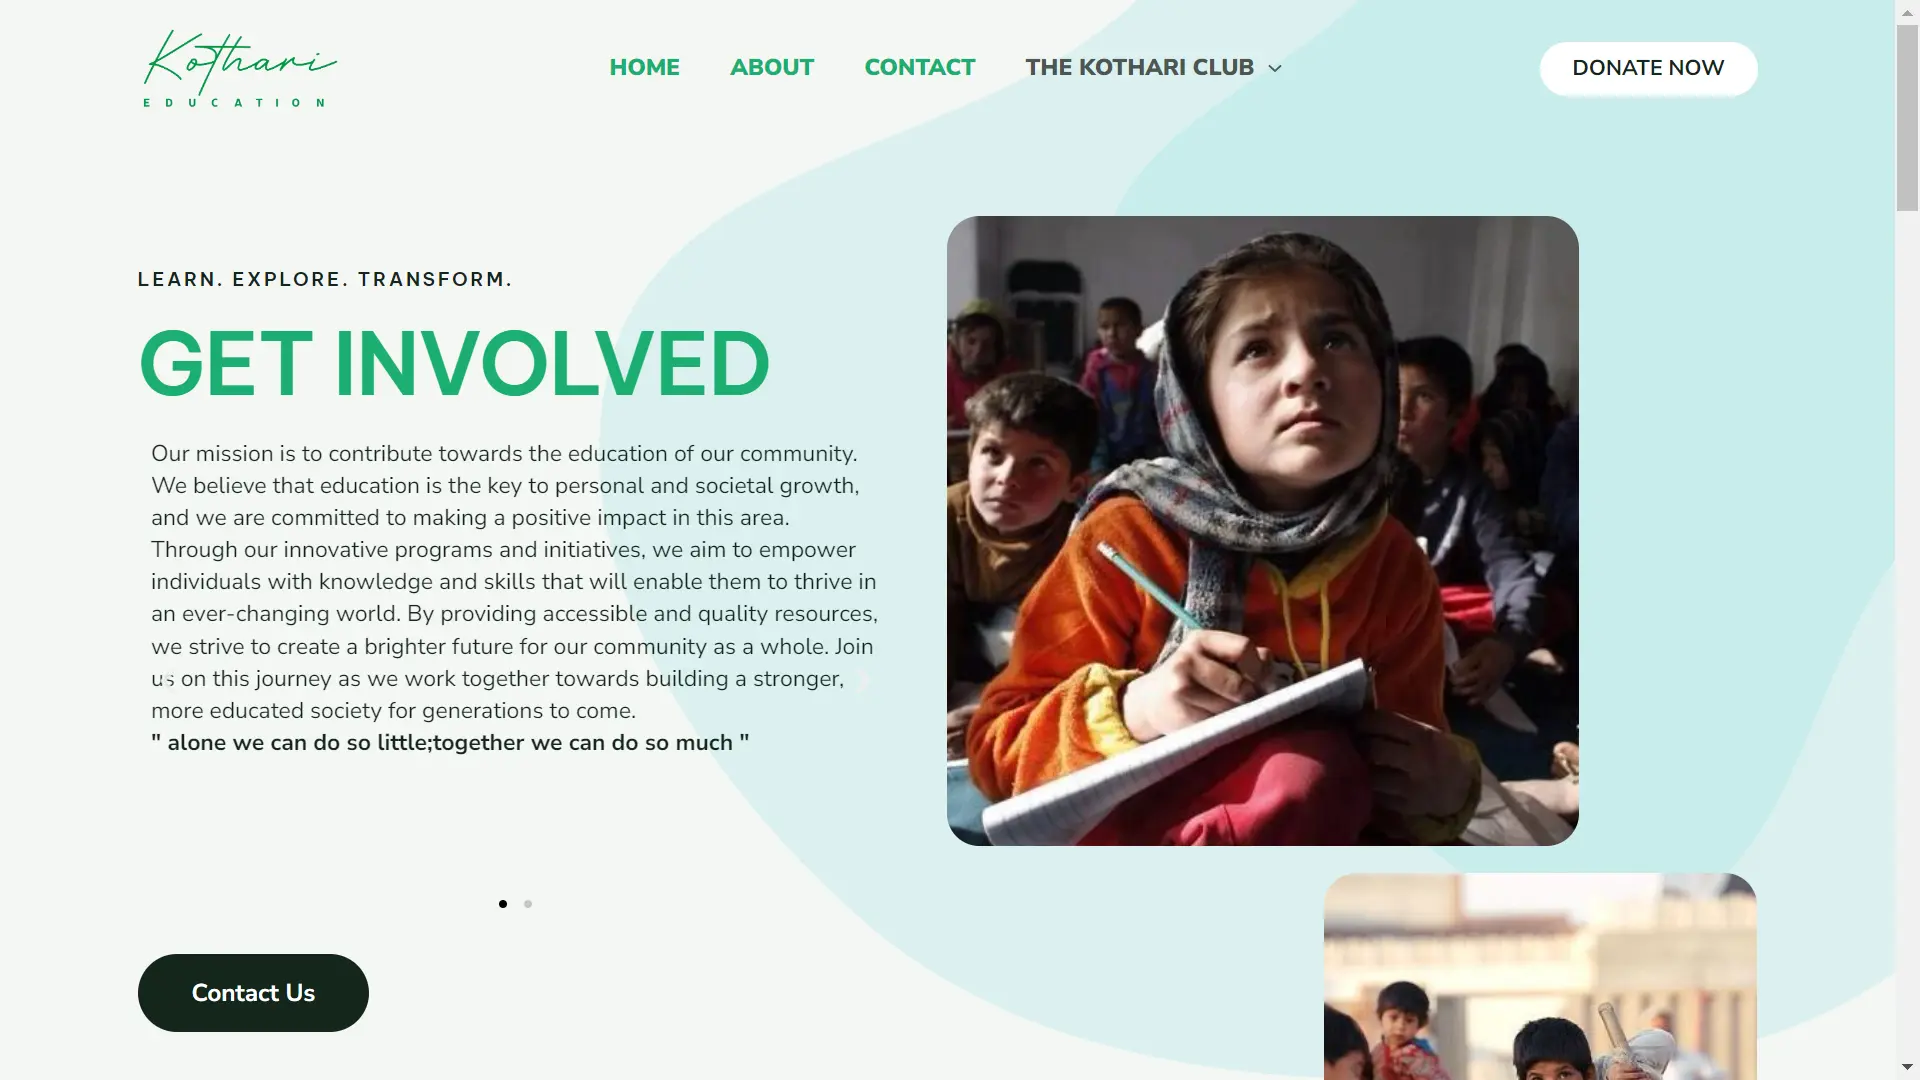 Kothari
EDUCATION
HOME
ABOUT
CONTACT
THE KOTHARI CLUB
DONATE NOW
LEARN. EXPLORE. TRANSFORM.
GET INVOLVED
Our mission is to contribute towards the education of our community.
We believe that education is the key to personal and societal growth,
and we are committed to making a positive impact in this area.
Through our innovative programs and initiatives, we aim to empower
individuals with knowledge and skills that will enable them to thrive in
an ever-changing world. By providing accessible and quality resources,
we strive to create a brighter future for our community as a whole. Join
us on this journey as we work together towards building a stronger,
more educated society for generations to come.
" alone we can do so little;together we can do so much "
Contact Us